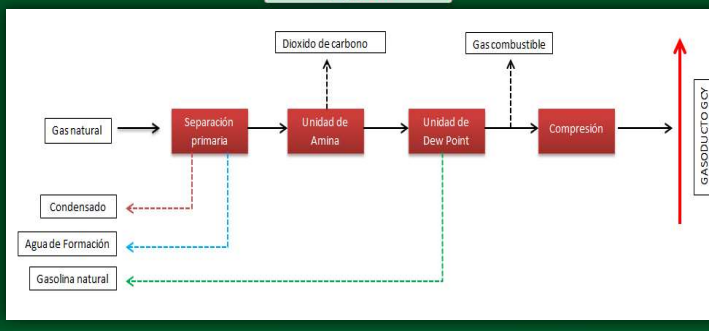 Dioxido de carbono
Gas combustible
Gas natural
Separación
primaria
Unidad de
Amina
Unidad de
Dew Point
Compresión
GASODUCTO GCY
Condensado
Agua de Formación
Gasolina natural